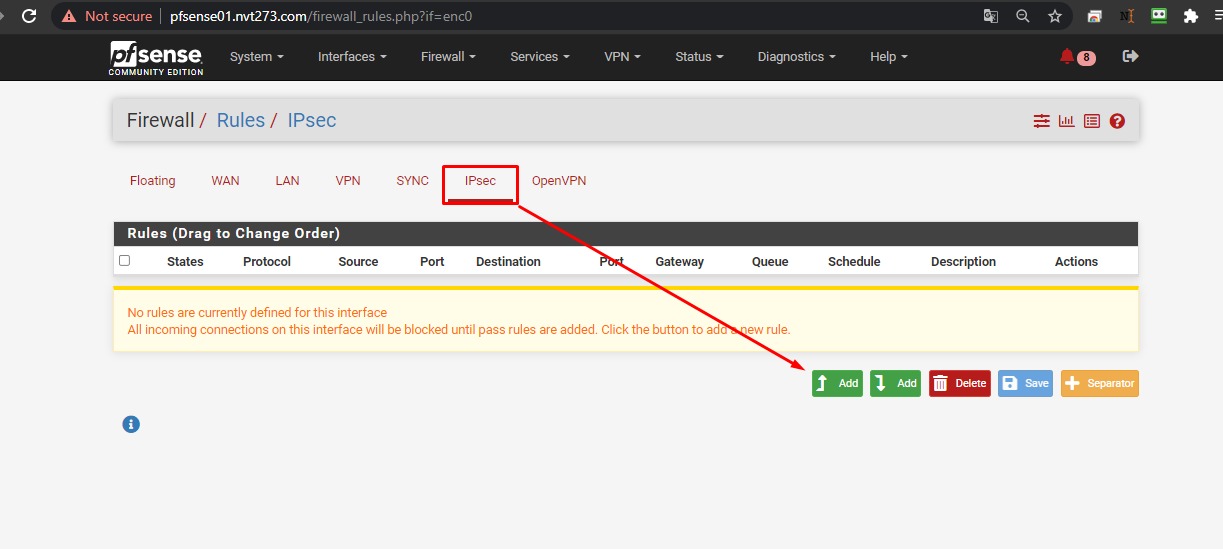 Not secure | pfsense01.nvt273.com/firewall_rules.php?if=enc0
pfsense COMMUNITY EDITION
System Interfaces Firewall Services VPN Status Diagnostics Help 8
Firewall / Rules / IPsec
Floating WAN LAN VPN SYNC IPsec OpenVPN
Rules (Drag to Change Order)
States Protocol Source Port Destination Port Gateway Queue Schedule Description Actions
No rules are currently defined for this interface
All incoming connections on this interface will be blocked until pass rules are added. Click the button to add a new rule.
Add Add Delete Save Separator